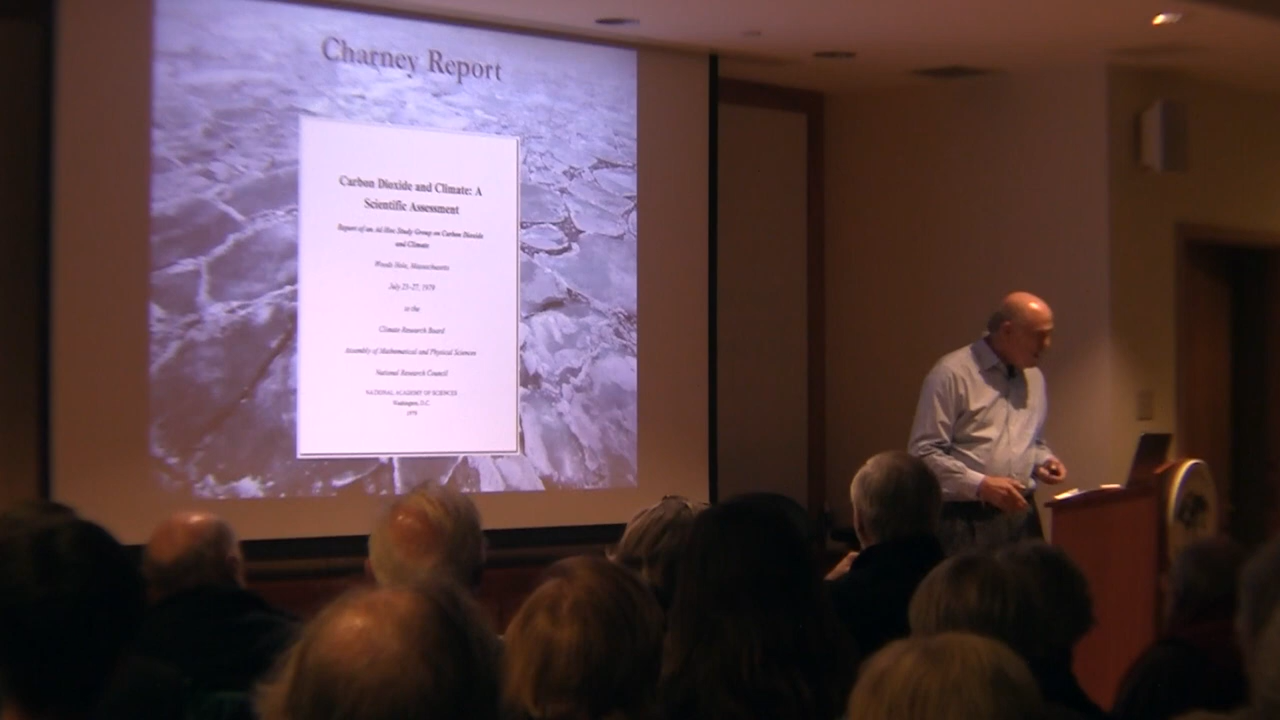 Charney Report
Carbon Dioxide and Climate: A
Scientific Assessment
Report of an Ad Hoc Study Group on Carbon Dioxide
and Climate
Woods Hole, Massachusetts
July 23-27, 1979
to the
Climate Research Board
Assembly of Mathematical and Physical Sciences
National Research Council
NATIONAL ACADEMY OF SCIENCES
Washington, D.C.
1979